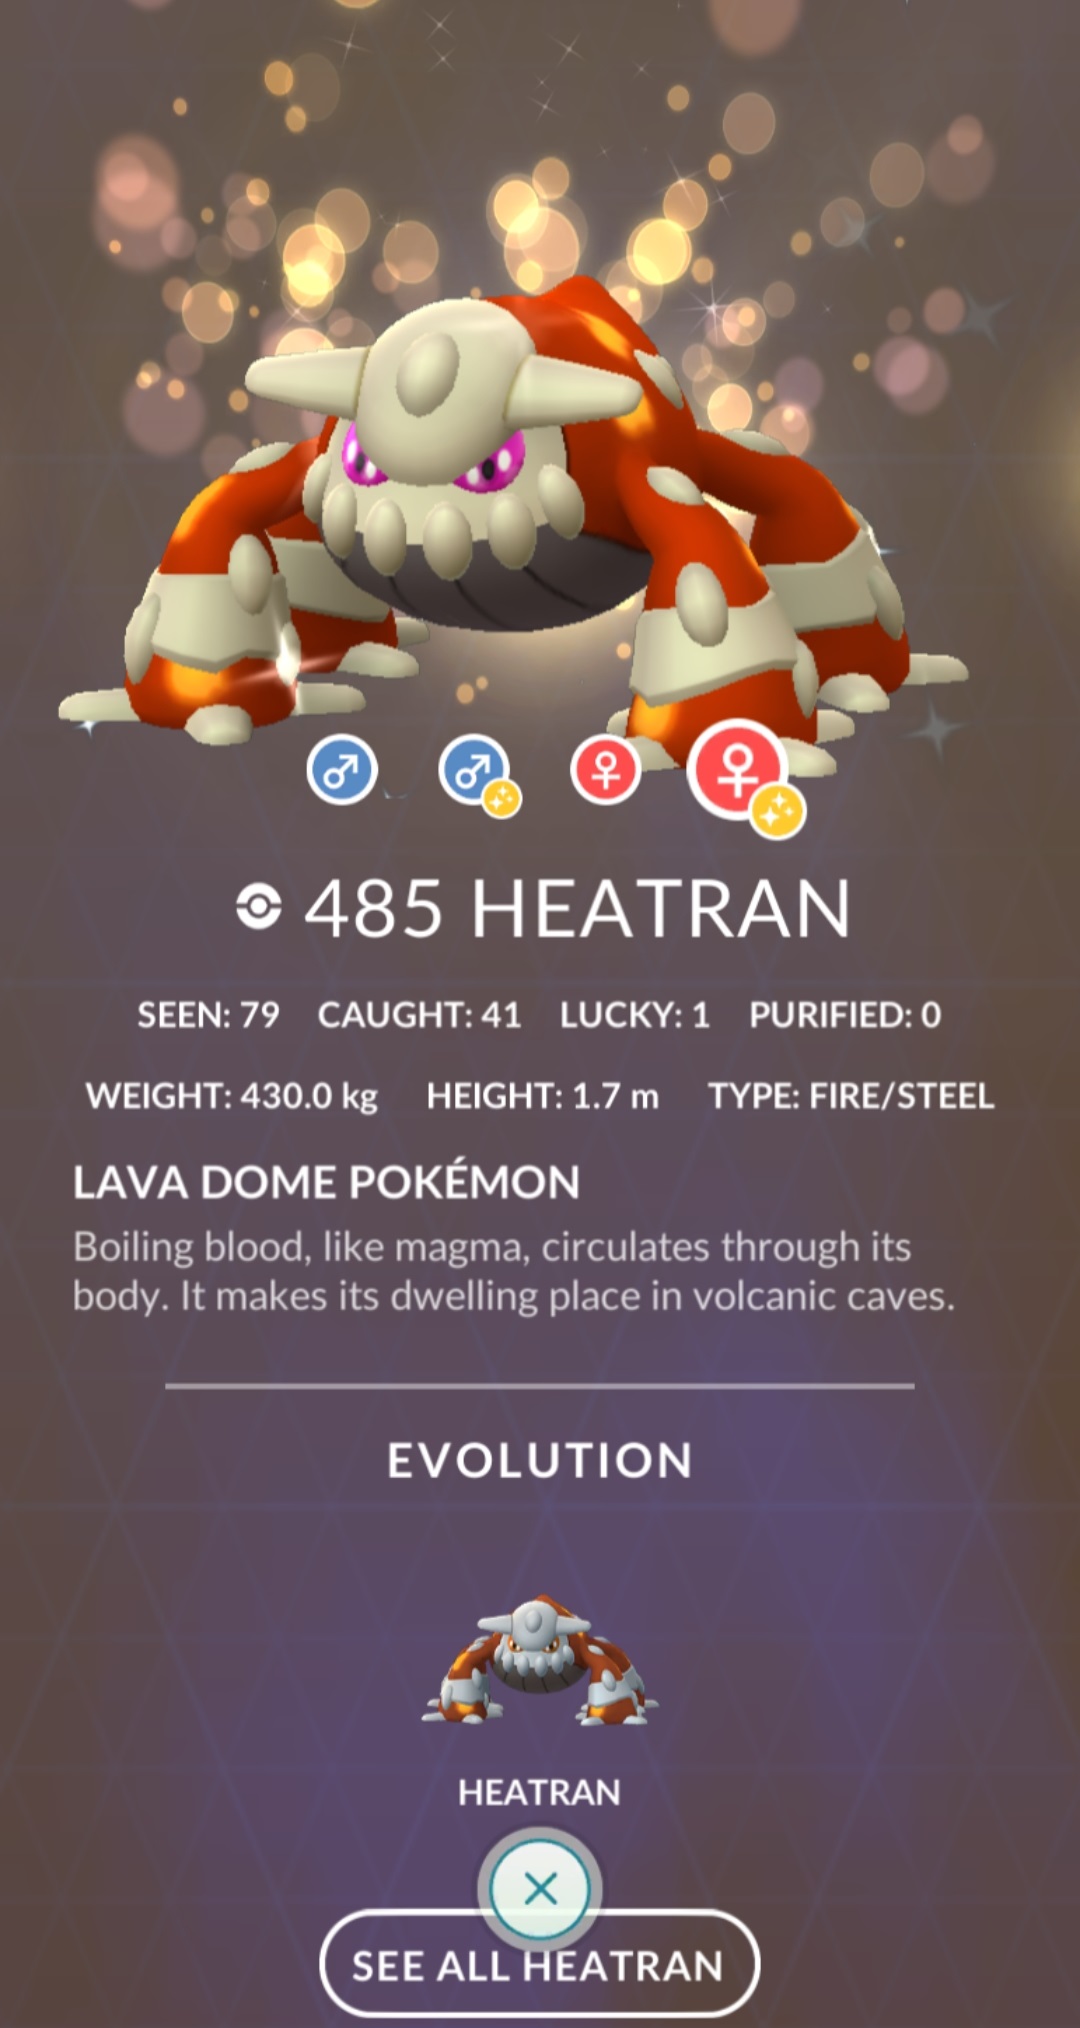 485 HEATRAN
SEEN: 79 CAUGHT: 41 LUCKY: 1 PURIFIED: 0
WEIGHT: 430.0 kg HEIGHT: 1.7 m TYPE: FIRE/STEEL
LAVA DOME POKÉMON
Boiling blood, like magma, circulates through its
body. It makes its dwelling place in volcanic caves.
EVOLUTION
HEATRAN
SEE ALL HEATRAN